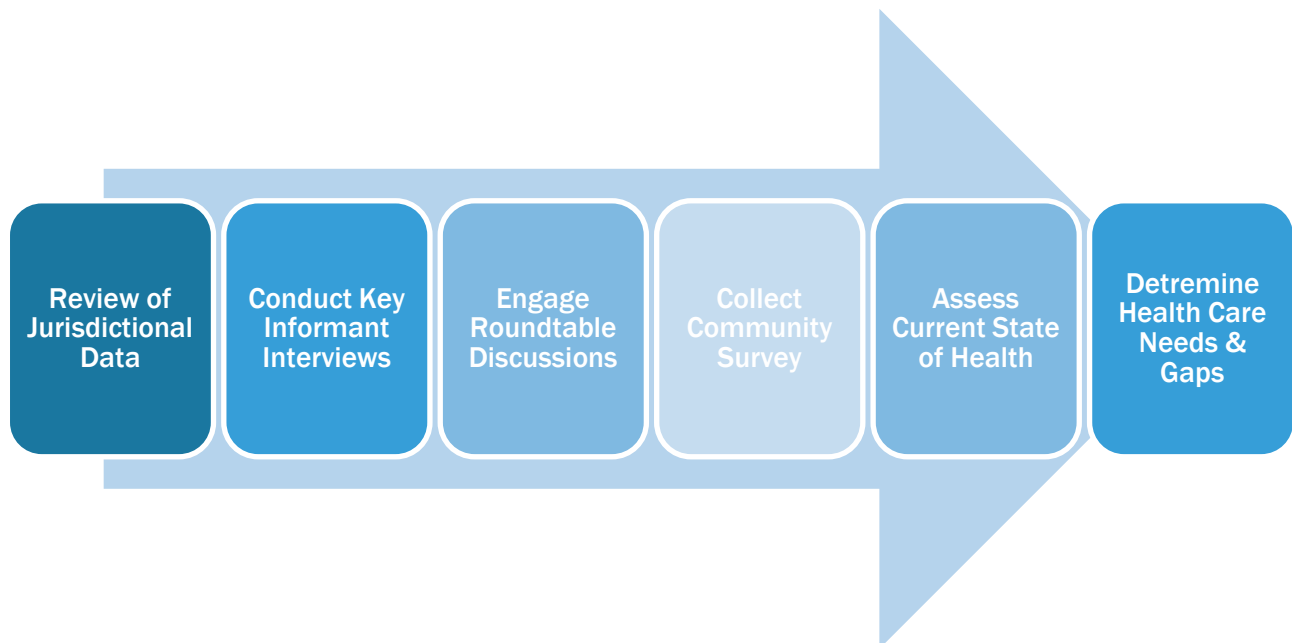 Review of
Jurisdictional
Data
Conduct Key
Informant
Interviews
Engage
Roundtable
Discussions
Collect
Community
Survey
Assess
Current State
of Health
Detremine
Health Care
Needs &
Gaps